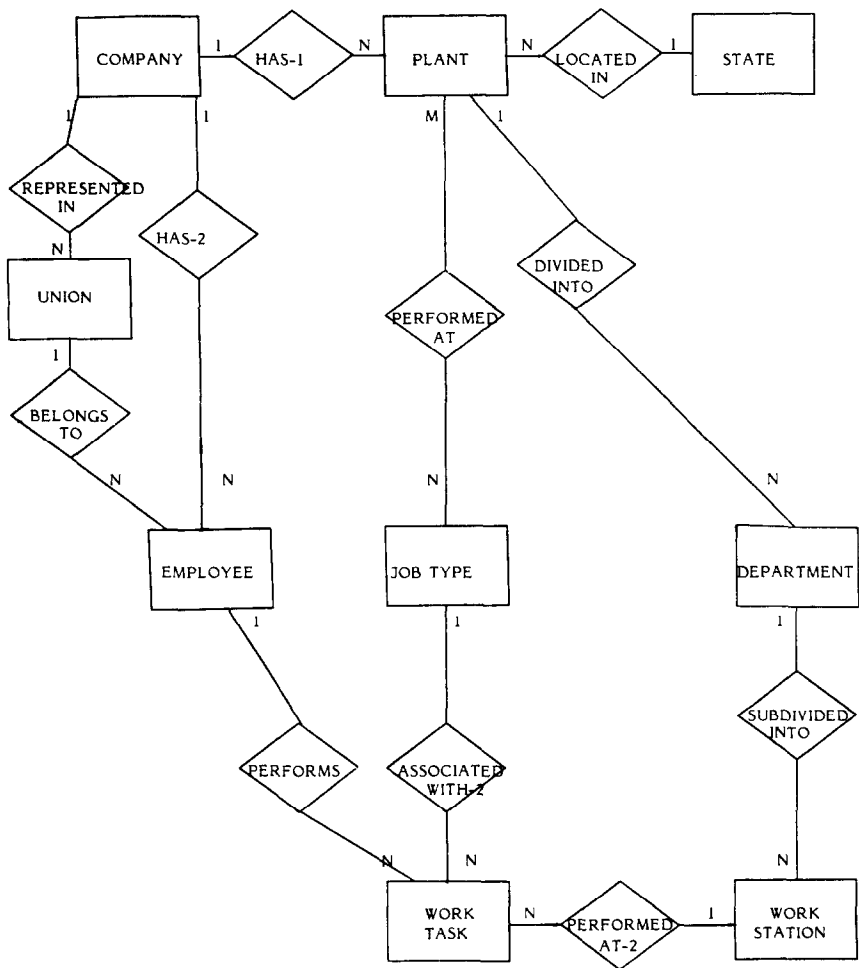 COMPANY
1
HAS-1
N
PLANT
N
LOCATED
IN
1
STATE
1
1
M
1
REPRESENTED
IN
HAS-2
N
DIVIDED
INTO
UNION
PERFORMED
AT
1
BELONGS
TO
N
N
N
N
EMPLOYEE
JOB TYPE
DEPARTMENT
1
1
1
SUBDIVIDED
INTO
PERFORMS
ASSOCIATED
WITH-2
N
N
N
WORK
TASK
N
PERFORMED
AT-2
1
WORK
STATION